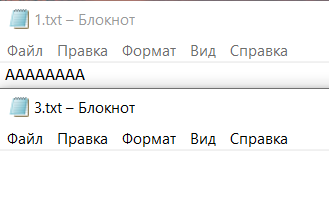 1.txt – Блокнот
Файл Правка Формат Вид Справка
АААААААА
3.txt – Блокнот
Файл Правка Формат Вид Справка